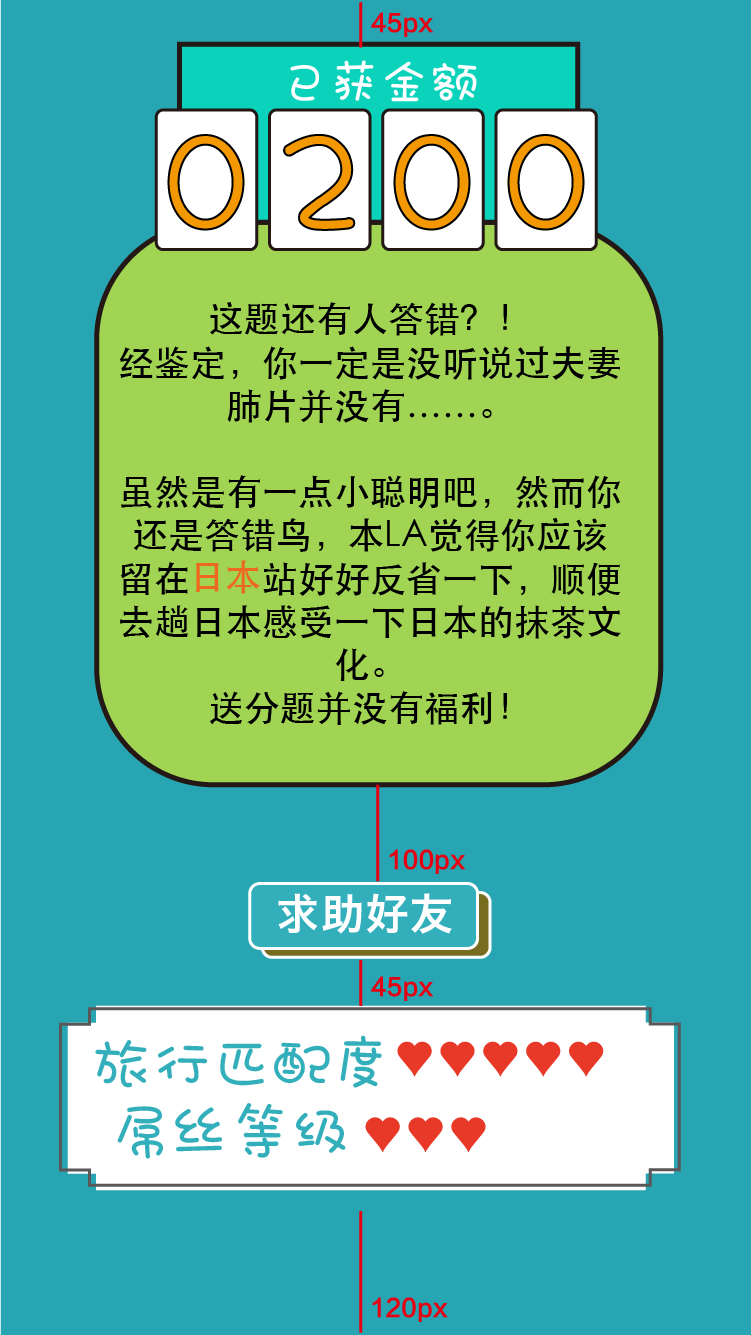 45px
已获金额
0200
这题还有人答错？！
经鉴定，你一定是没听说过夫妻
肺片并没有……。
虽然是有一点小聪明吧，然而你
还是答错鸟，本LA觉得你应该
留在日本站好好反省一下，顺便
去趟日本感受一下日本的抹茶文
化。
送分题并没有福利！
100px
求助好友
45px
旅行匹配度
屌丝等级
120px